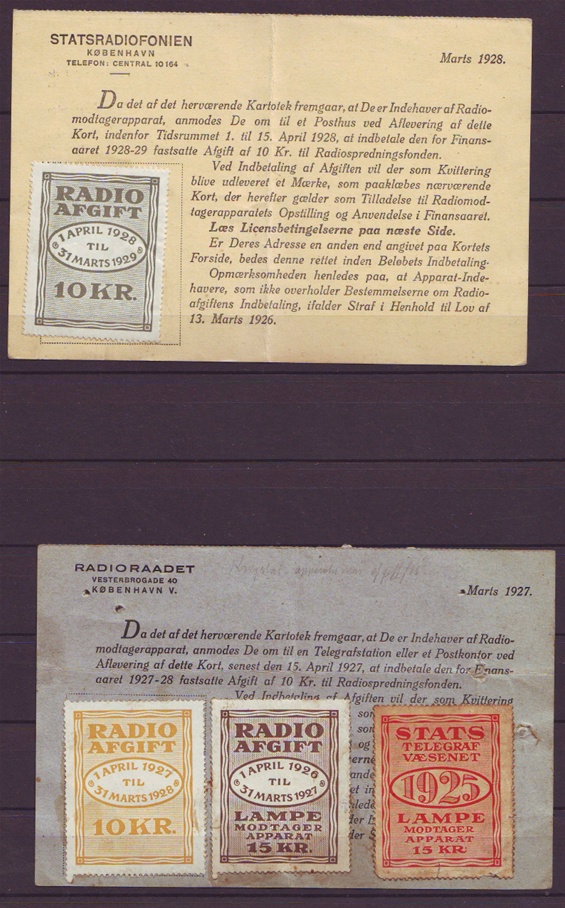 STATSRADIOFONIEN
KØBENHAVN
TELEFON: CENTRAL 10164
Marts 1928.
Da det af det herværende Kartotek fremgaar, at De er Indehaver af Radio-
modtagerapparat, anmodes De om til et Posthus ved Aflevering af dette
Kort, indenfor Tidsrummet 1. til 15. April 1928, at indbetale den for Finans-
aaret 1928-29 fastsatte Afgift af 10 Kr. til Radiospredningsfonden.
Ved Indbetaling af Afgiften vil der som Kvittering
blive udleveret et Mærke, som paaklæbes nærværende
Kort, der herefter gælder som Tilladelse til Radiomod-
tagerapparatets Opstilling og Anvendelse i Finansaaret.
Læs Licensbetingelserne paa næste Side.
Er Deres Adresse en anden end angivet paa Kortets
Forside, bedes denne rettet inden Beløbets Indbetaling.
Opmærksomheden henledes paa, at Apparat-Inde-
havere, som ikke overholder Bestemmelserne om Radio-
afgiftens Indbetaling, ifalder Straf i Henhold til Lov af
13. Marts 1926.
RADIO
AFGIFT
1 APRIL 1928
TIL
31 MARTS 1929
10 KR.
RADIORAADET
VESTERBROGADE 40
KØBENHAVN V.
Marts 1927.
Da det af det herværende Kartotek fremgaar, at De er Indehaver af Radio-
modtagerapparat, anmodes De om til en Telegrafstation eller et Postkontor ved
Aflevering af dette Kort, senest den 15. April 1927, at indbetale den for Finans-
aaret 1927-28 fastsatte Afgift af 10 Kr. til Radiospredningsfonden.
Ved Indbetaling af Afgiften vil der som Kvittering
RADIO
AFGIFT
1 APRIL 1927
TIL
31 MARTS 1928
10 KR.
RADIO
AFGIFT
1 APRIL 1926
TIL
31 MARTS 1927
LAMPE
MODTAGER
APPARAT
15 KR.
STATS
TELEGRAF
VÆSENET
1925
LAMPE
MODTAGER
APPARAT
15 KR.